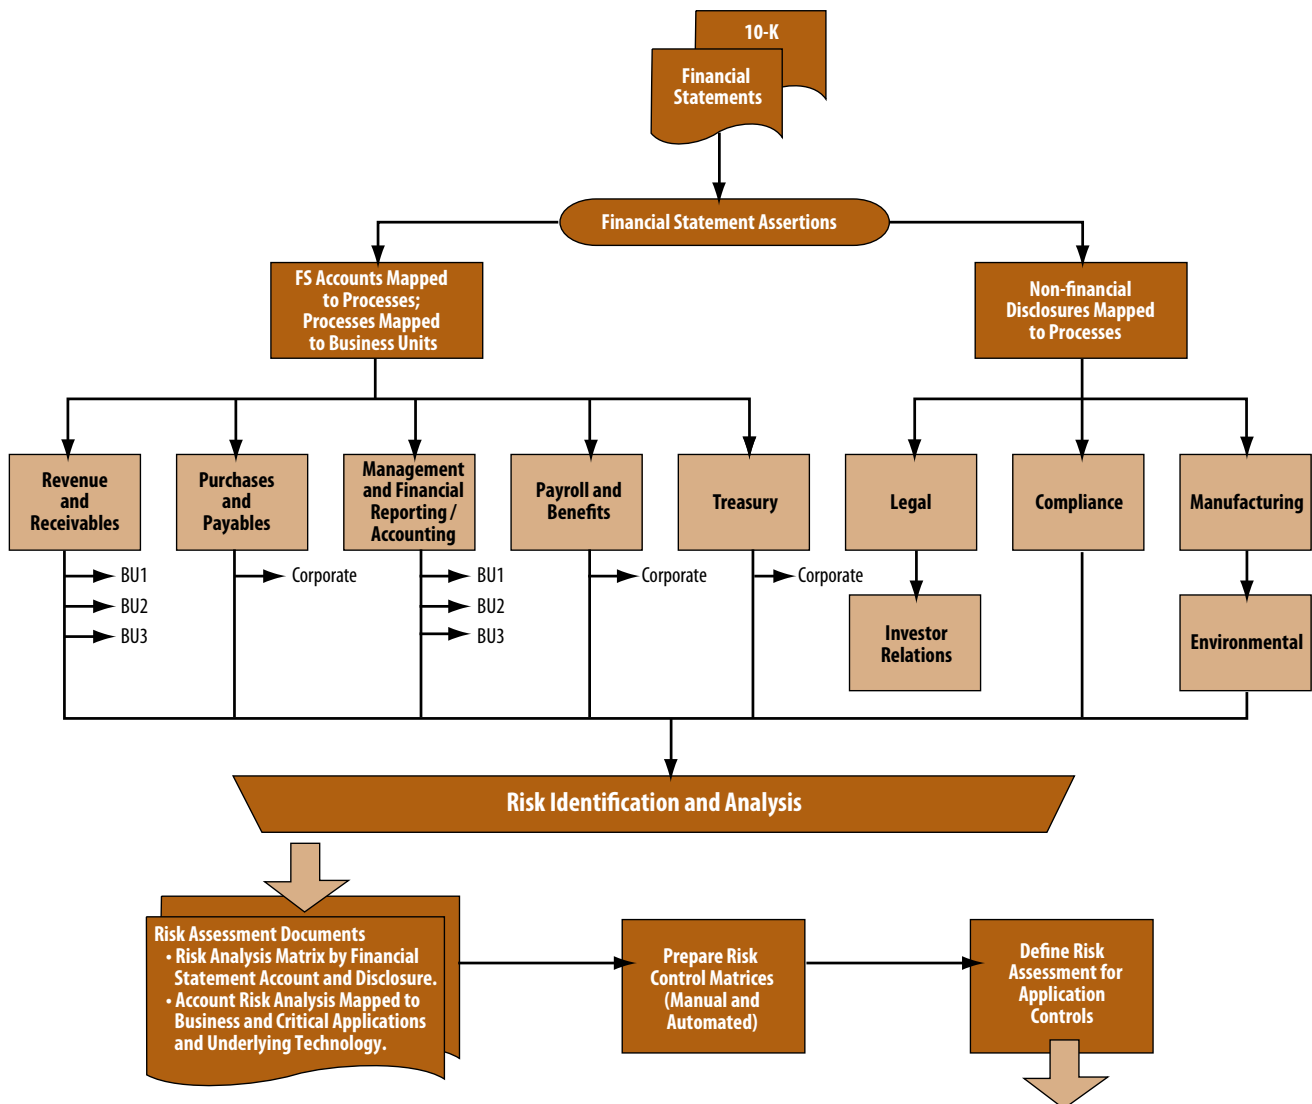 10-K
Financial
Statements
Financial Statement Assertions
FS Accounts Mapped
to Processes;
Processes Mapped
to Business Units
Non-financial
Disclosures Mapped
to Processes
Revenue
and
Receivables
Purchases
and
Payables
Management
and Financial
Reporting /
Accounting
Payroll and
Benefits
Treasury
Legal
Compliance
Manufacturing
BU1
BU2
BU3
Corporate
BU1
BU2
BU3
Corporate
Corporate
Investor
Relations
Environmental
Risk Identification and Analysis
Risk Assessment Documents
• Risk Analysis Matrix by Financial
Statement Account and Disclosure.
• Account Risk Analysis Mapped to
Business and Critical Applications
and Underlying Technology.
Prepare Risk
Control Matrices
(Manual and
Automated)
Define Risk
Assessment for
Application
Controls